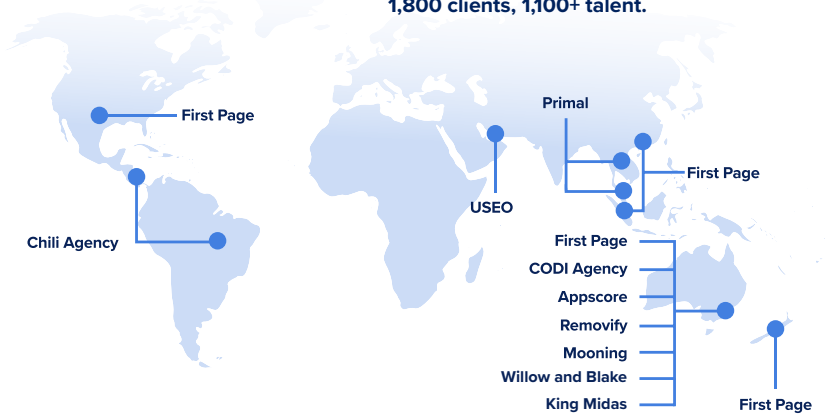 1,800 clients, 1,100+ talent.
Primal
First Page
First Page
USEO
Chili Agency
First Page
CODI Agency
Appscore
Removify
Mooning
Willow and Blake
King Midas
First Page